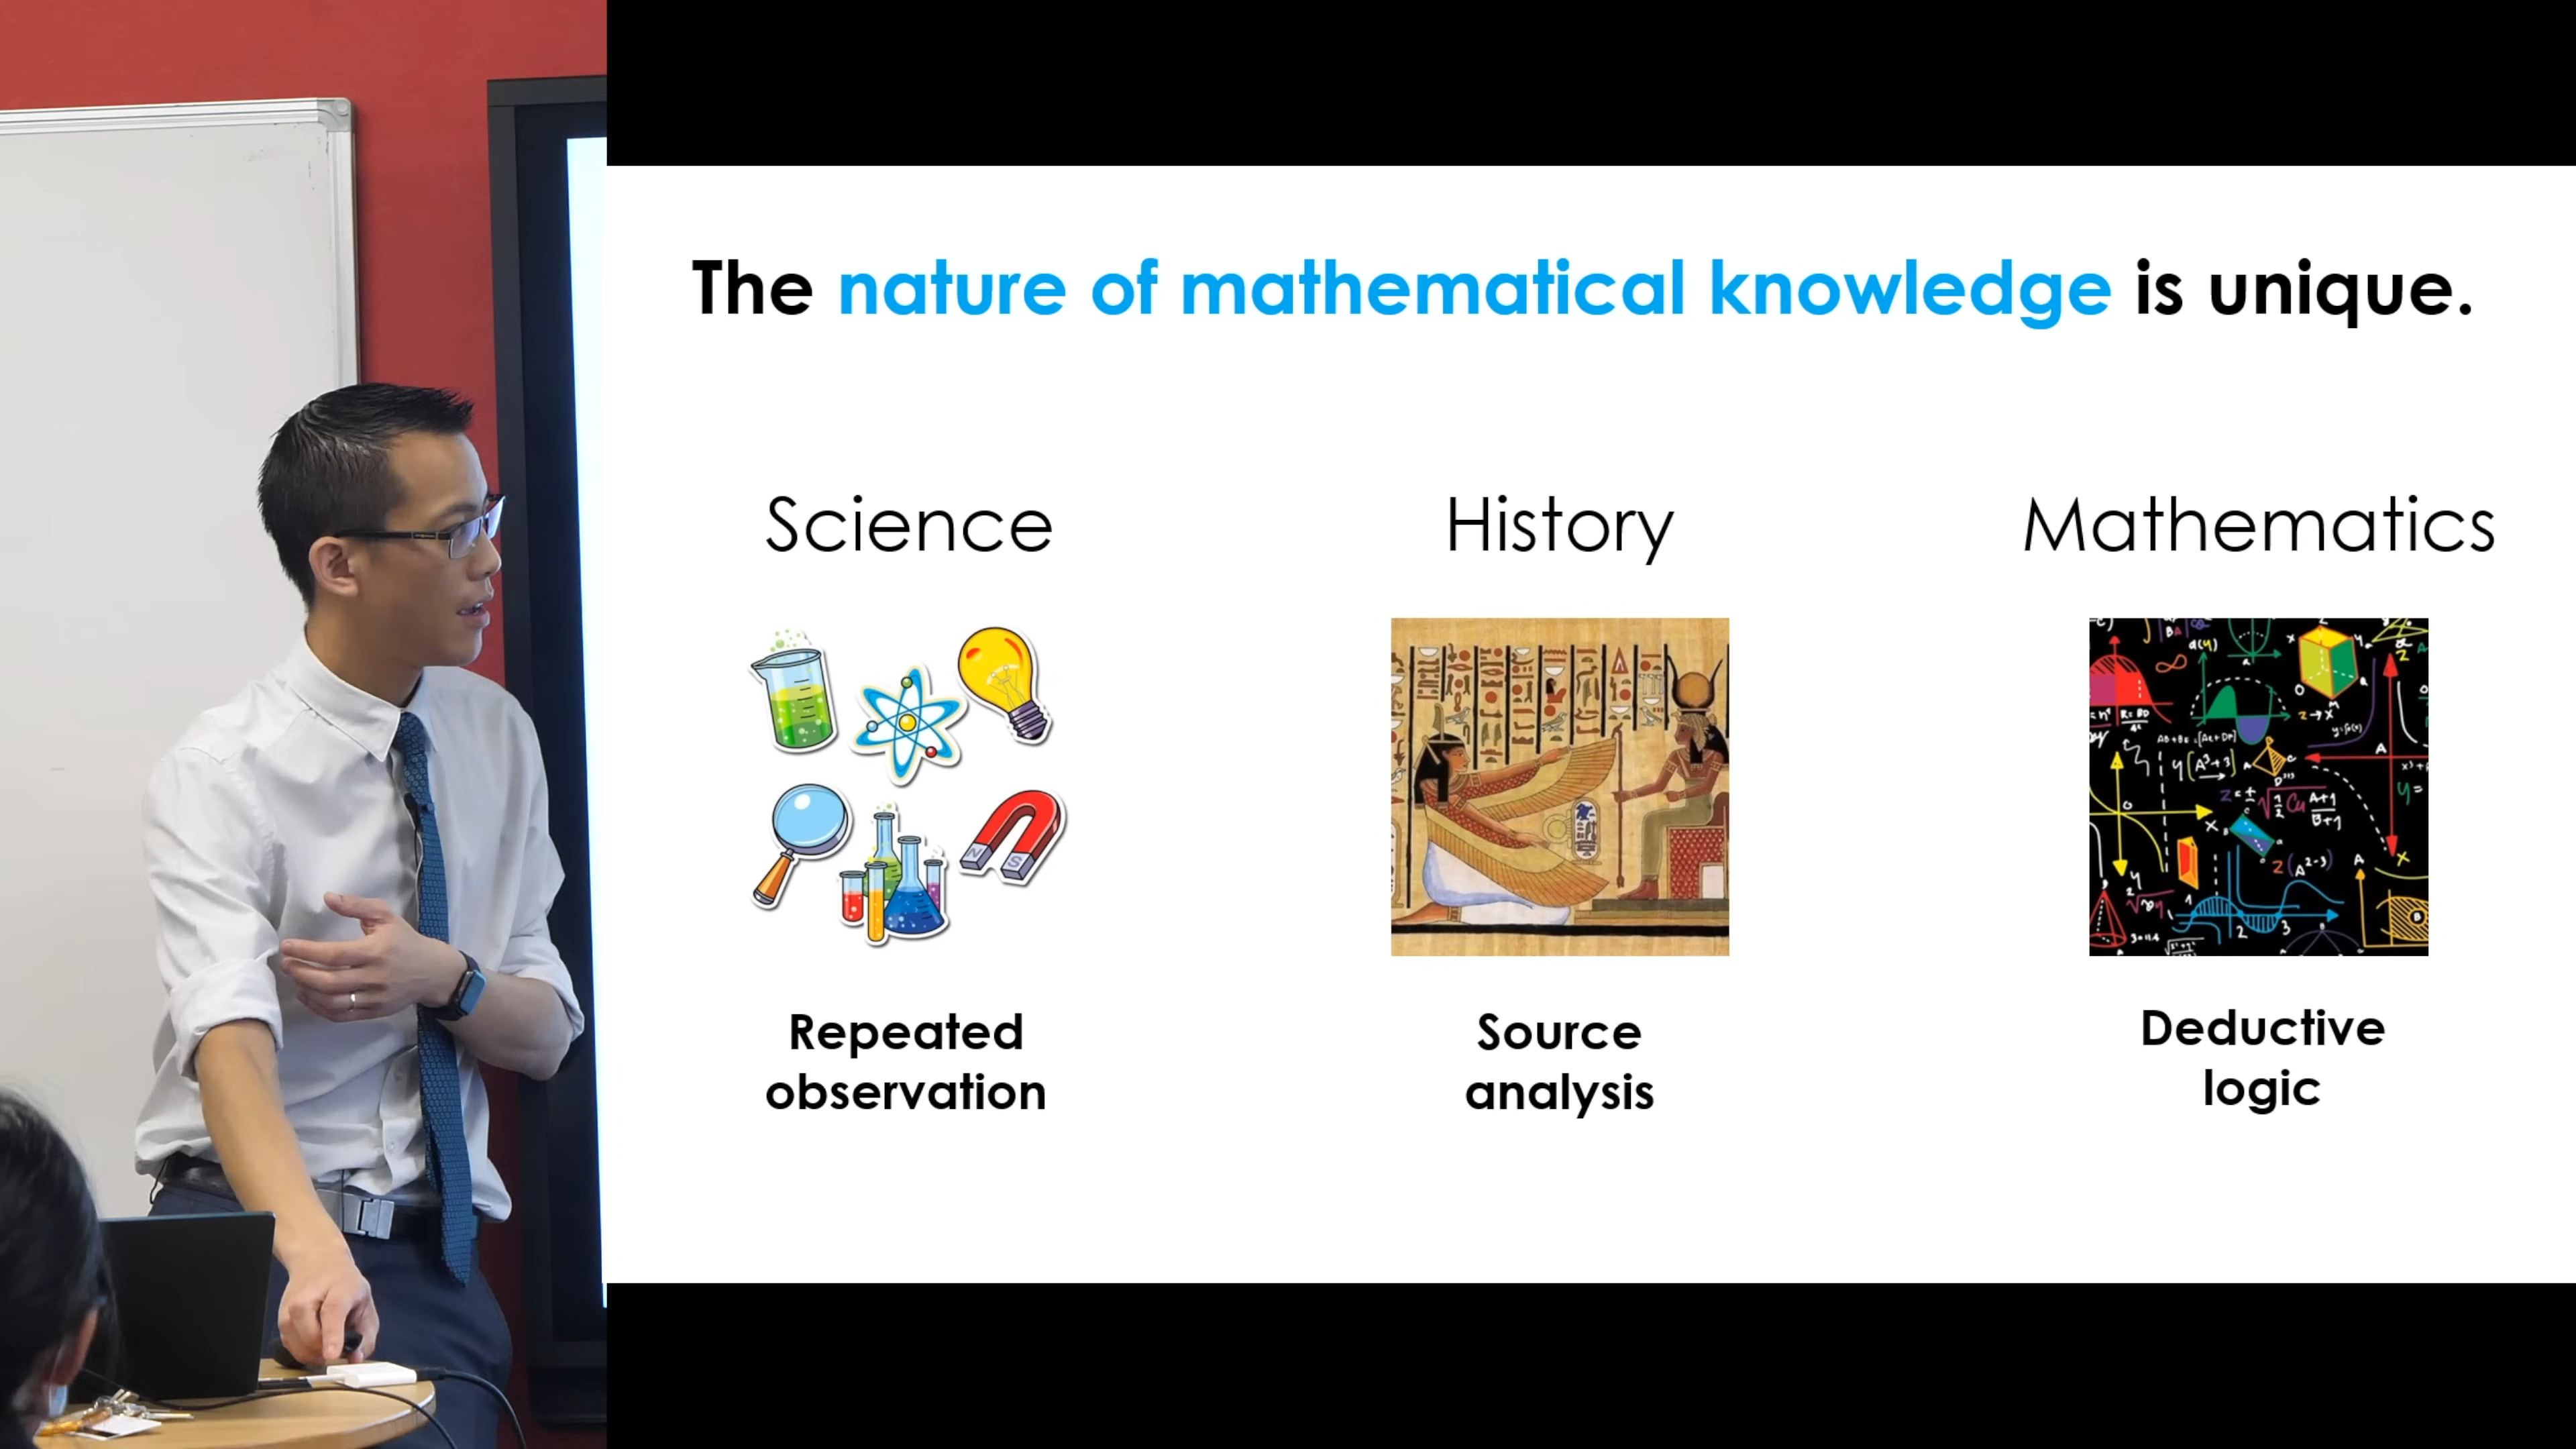 The nature of mathematical knowledge is unique.
Science
History
Mathematics
N S
Repeated
observation
Source
analysis
Deductive
logic